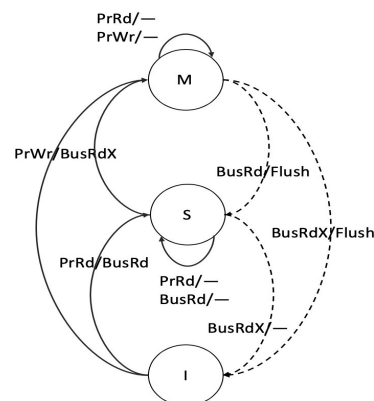 PrRd/—
PrWr/—
M
PrWr/BusRdX
BusRd/Flush
S
BusRdX/Flush
PrRd/BusRd
PrRd/—
BusRd/—
BusRdX/—
I